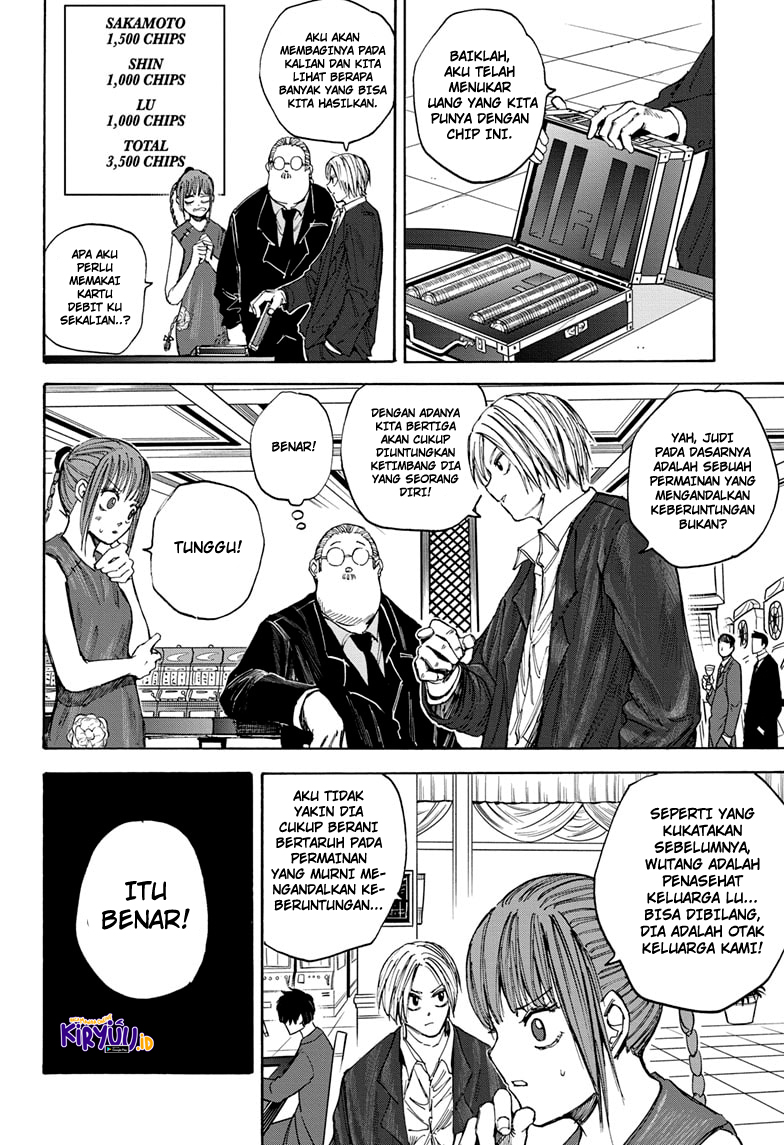 BAIKLAH,
AKU TELAH
MENUKAR
UANG YANG KITA
PUNYA DENGAN
CHIP INI.
AKU AKAN
MEMBAGINYA PADA
KALIAN DAN KITA
LIHAT BERAPA
BANYAK YANG BISA
KITA HASILKAN.
SAKAMOTO
1,500 CHIPS
SHIN
1,000 CHIPS
LU
1,000 CHIPS
TOTAL
3,500 CHIPS
APA AKU
PERLU
MEMAKAI
KARTU
DEBIT KU
SEKALIAN..?
YAH, JUDI
PADA DASARNYA
ADALAH SEBUAH
PERMAINAN YANG
MENGANDALKAN
KEBERUNTUNGAN
BUKAN?
DENGAN ADANYA
KITA BERTIGA
AKAN CUKUP
DIUNTUNGKAN
KETIMBANG DIA
YANG SEORANG
DIRI!
BENAR!
TUNGGU!
SEPERTI YANG
KUKATAKAN
SEBELUMNYA,
WUTANG ADALAH
PENASEHAT
KELUARGA LU...
BISA DIBILANG,
DIA ADALAH OTAK
KELUARGA KAMI!
AKU TIDAK
YAKIN DIA
CUKUP BERANI
BERTARUH PADA
PERMAINAN
YANG MURNI ME-
NGANDALKAN KE-
BERUNTUNGAN...
ITU
BENAR!
KIRYUU.ID